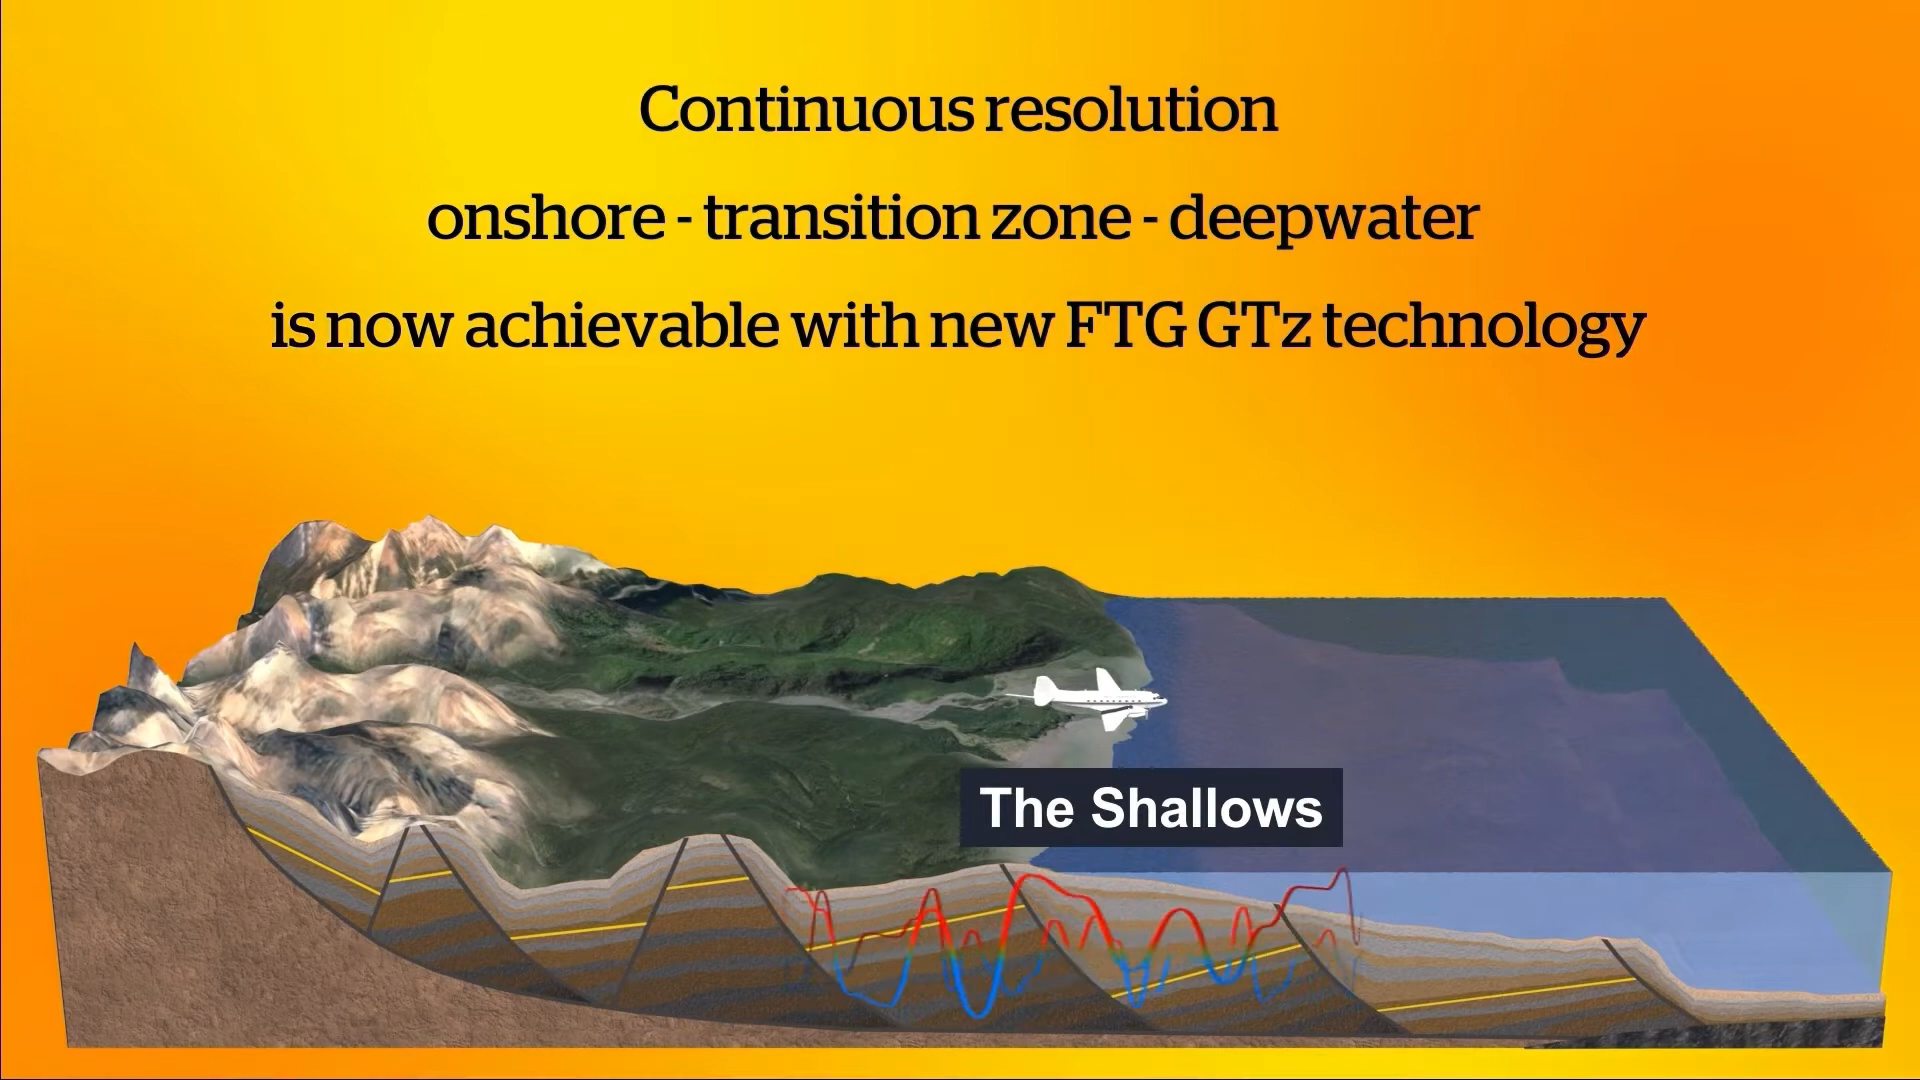 Continuous resolution
onshore - transition zone - deepwater
is now achievable with new FTG GTz technology
The Shallows